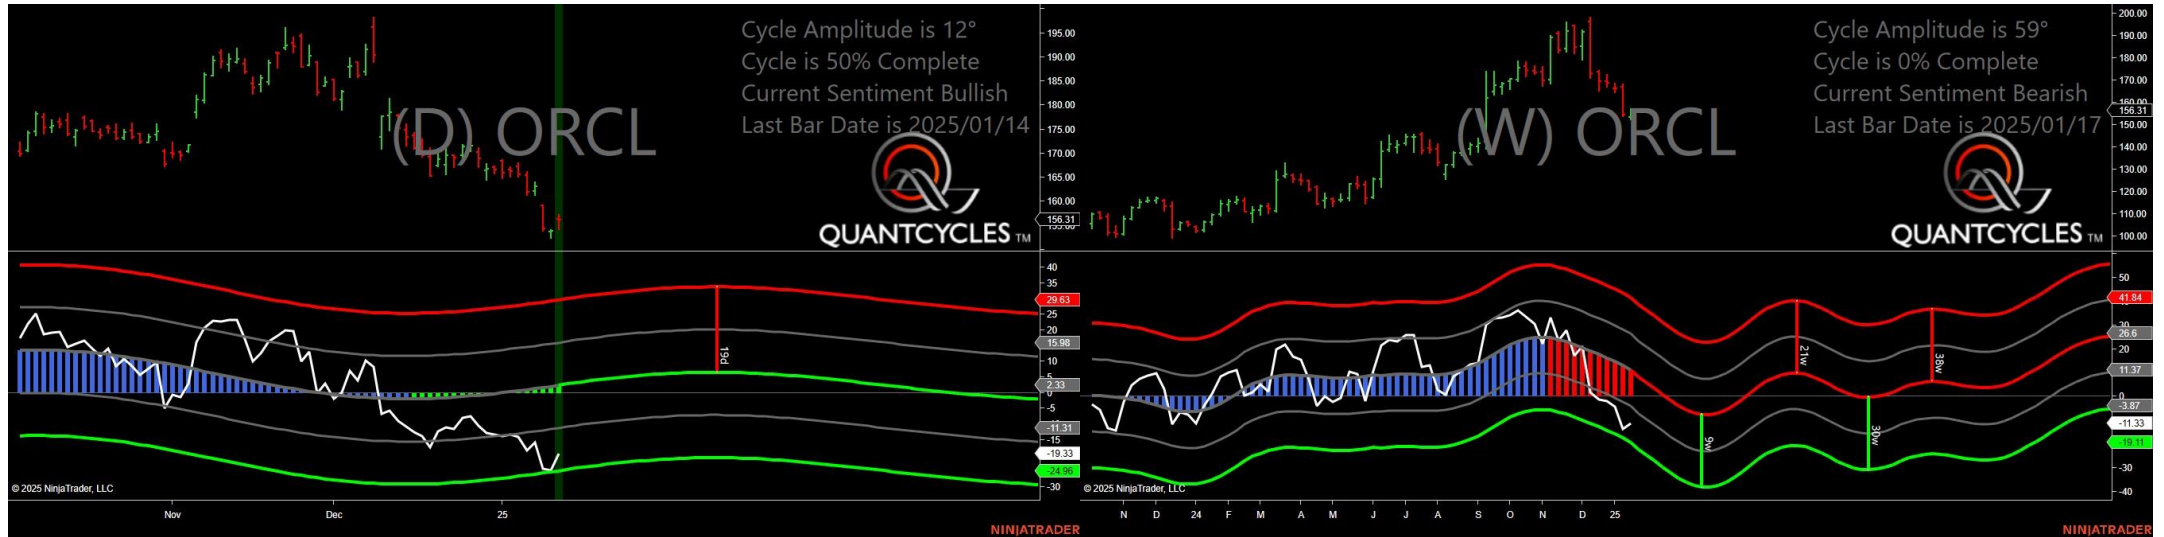 Cycle Amplitude is 12°
Cycle is 50% Complete
Current Sentiment Bullish
Last Bar Date is 2025/01/14
(D) ORCL
QUANTCYCLES TM
195.00
190.00
185.00
180.00
175.00
170.00
165.00
160.00
156.31
40
35
29.63
25
20
15.98
10
5
2.33
0
-5
-11.31
-15
-19.33
-24.96
-30
19d
© 2025 NinjaTrader, LLC
Nov
Dec
25
NINJATRADER
Cycle Amplitude is 59°
Cycle is 0% Complete
Current Sentiment Bearish
Last Bar Date is 2025/01/17
(W) ORCL
QUANTCYCLES TM
200.00
190.00
180.00
170.00
160.00
156.31
150.00
140.00
130.00
120.00
110.00
100.00
50
41.84
30
26.6
20
11.37
0
-3.87
-11.33
-19.11
-30
-40
9w
21w
30w
38w
© 2025 NinjaTrader, LLC
N D 24 F M A M J J A S O N D 25
NINJATRADER